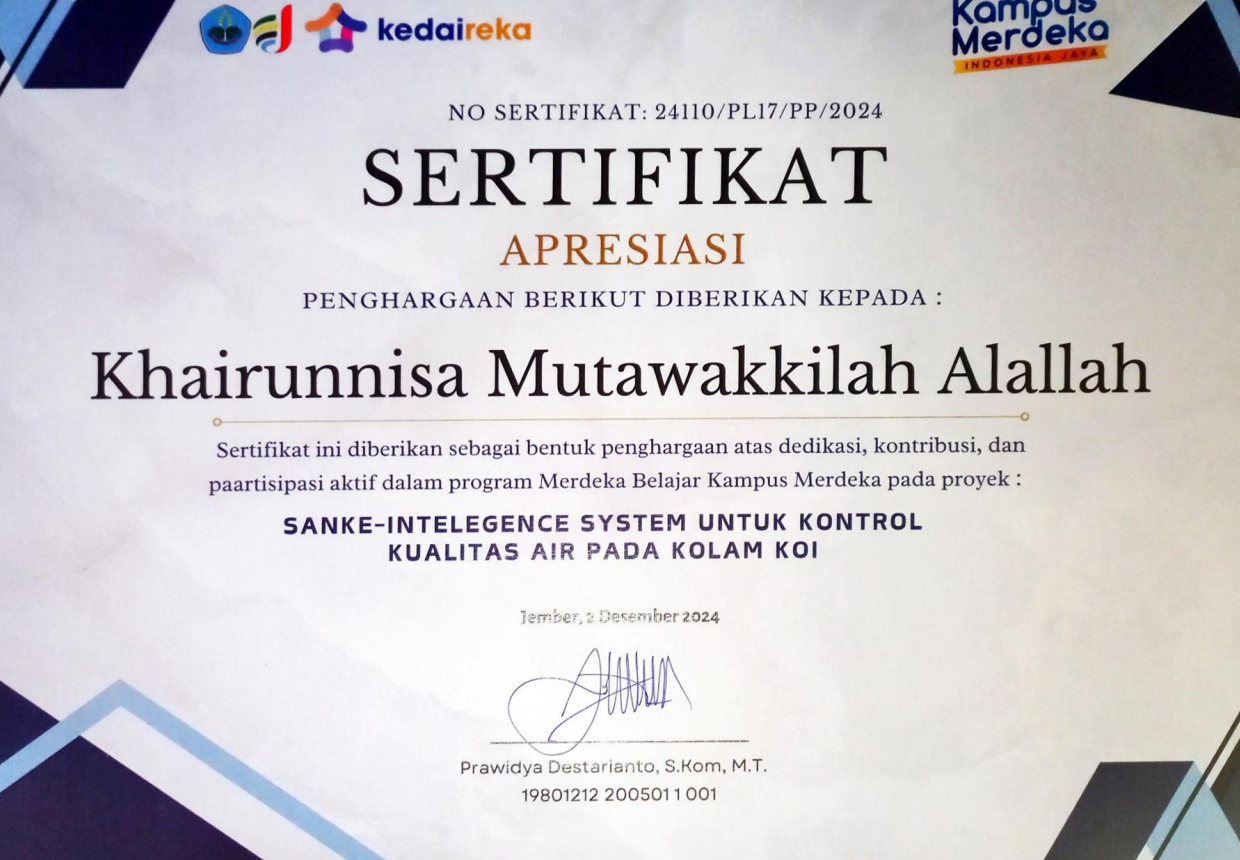 kedaireka
Kampus
Merdeka
INDONESIA JAYA
NO SERTIFIKAT: 24110/PL17/PP/2024
SERTIFIKAT
APRESIASI
PENGHARGAAN BERIKUT DIBERIKAN KEPADA :
Khairunnisa Mutawakkilah Alallah
Sertifikat ini diberikan sebagai bentuk penghargaan atas dedikasi, kontribusi, dan
paartisipasi aktif dalam program Merdeka Belajar Kampus Merdeka pada proyek :
SANKE-INTELEGENCE SYSTEM UNTUK KONTROL
KUALITAS AIR PADA KOLAM KOI
Jember, 2 Desember 2024
Prawidya Destarianto, S.Kom, M.T.
19801212 200501 1 001